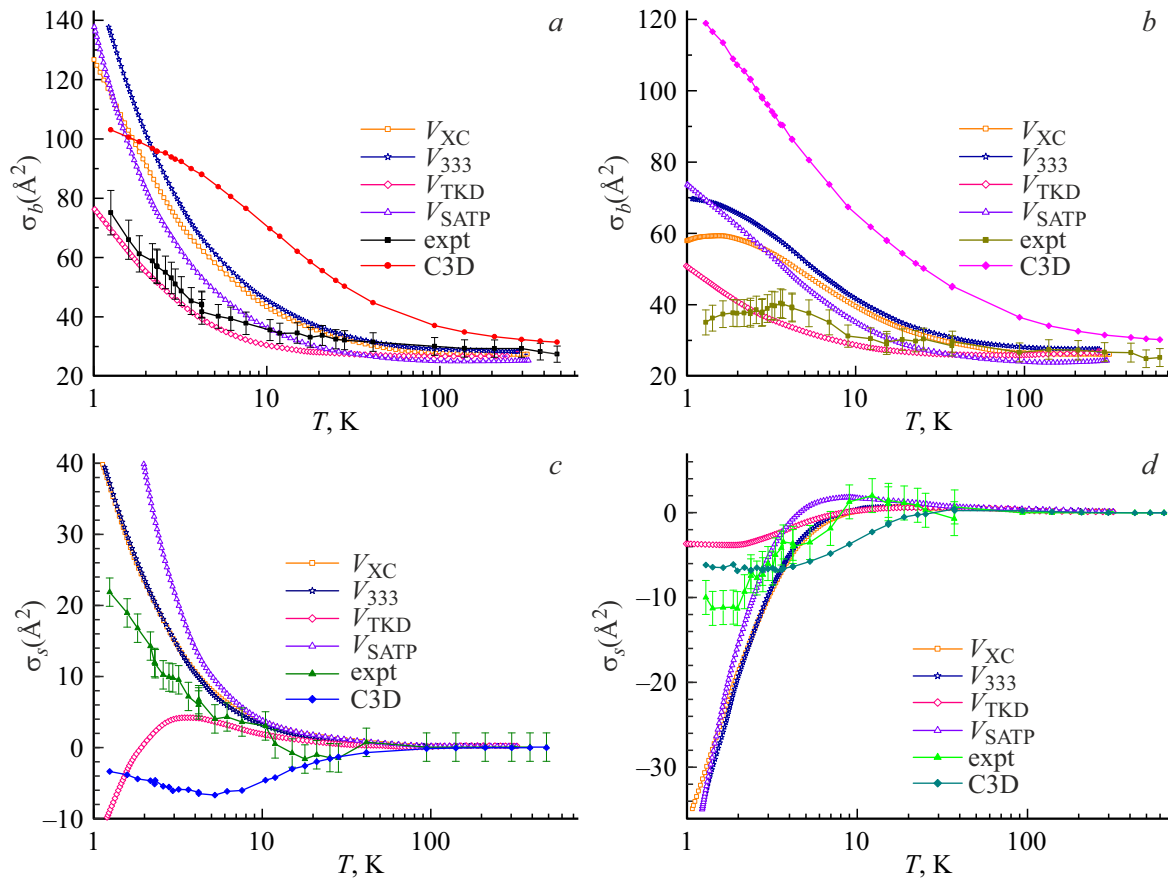 a
σb(Å2)
140
120
100
80
60
40
20
VXC
V333
VTKD
VSATP
expt
C3D
1
10
100
T, K
b
σb(Å2)
120
100
80
60
40
20
VXC
V333
VTKD
VSATP
expt
C3D
1
10
100
T, K
c
σs(Å2)
40
30
20
10
0
−10
VXC
V333
VTKD
VSATP
expt
C3D
1
10
100
T, K
d
σs(Å2)
0
−10
−20
−30
VXC
V333
VTKD
VSATP
expt
C3D
1
10
100
T, K